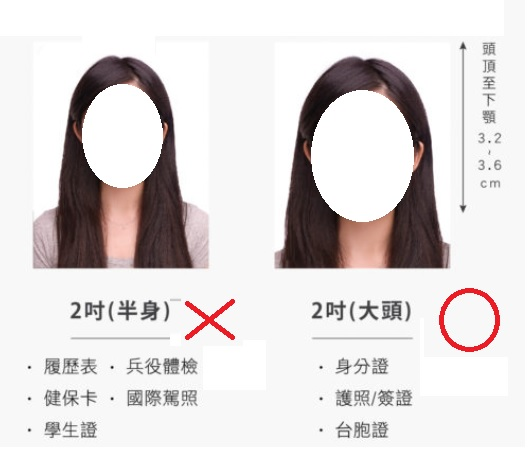 頭頂至下顎3.2~3.6cm
2吋(半身)
2吋(大頭)
· 履歷表 · 兵役體檢
· 健保卡 · 國際駕照
· 學生證
· 身分證
· 護照/簽證
· 台胞證